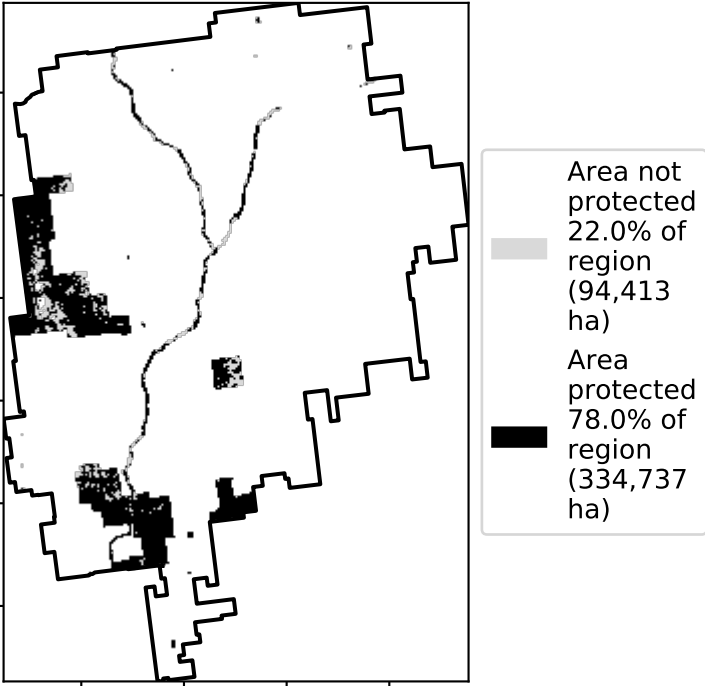 Area not
protected
22.0% of
region
(94,413
ha)
Area
protected
78.0% of
region
(334,737
ha)